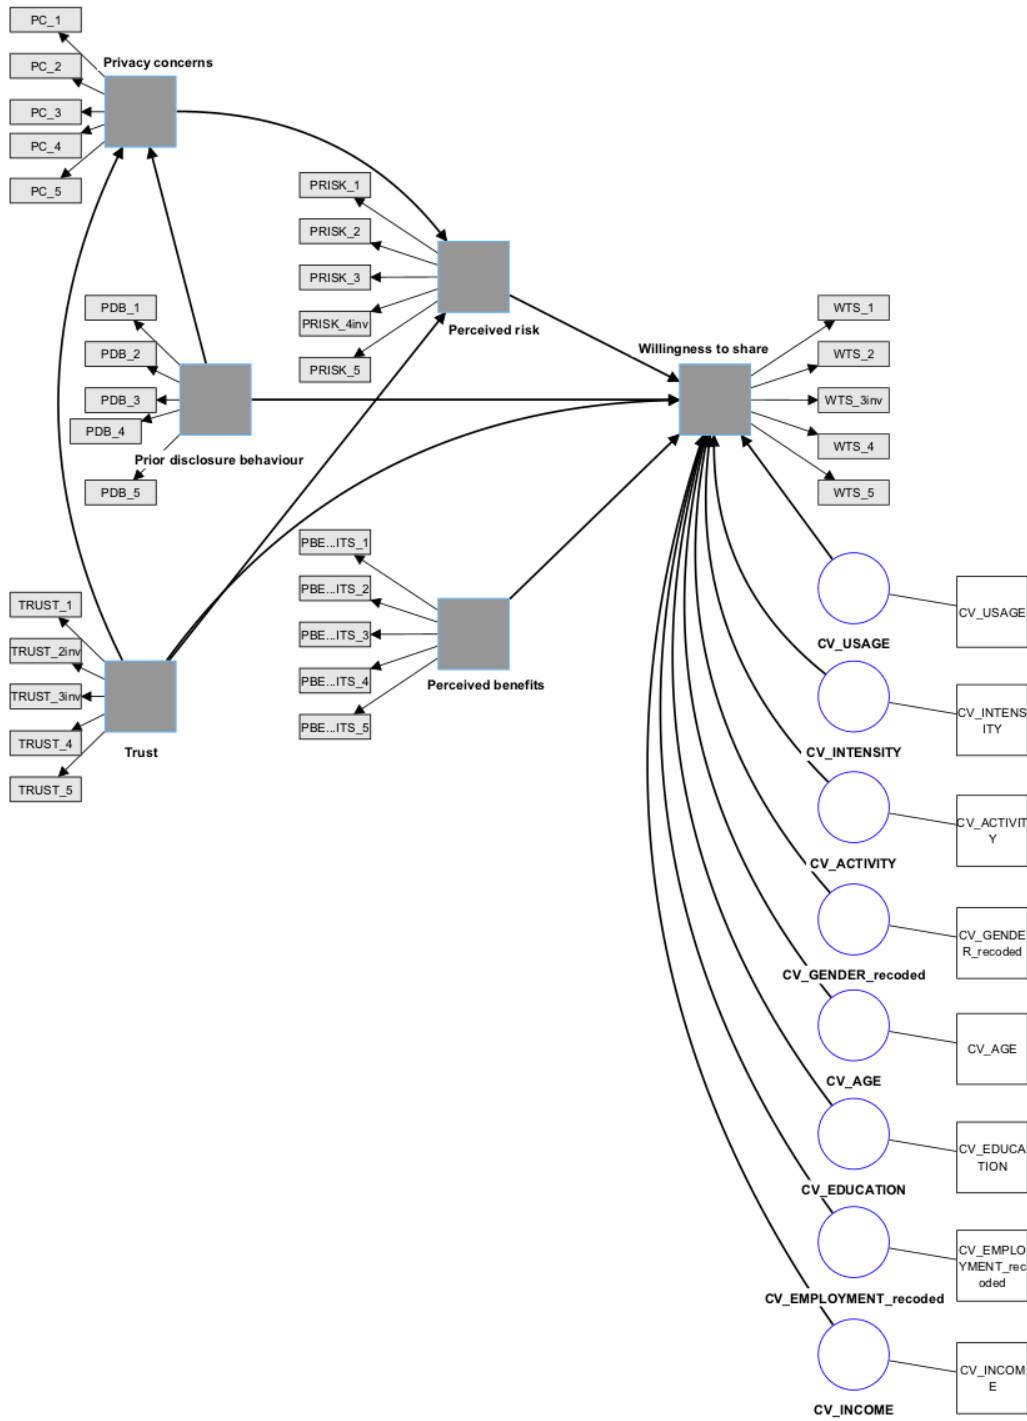 PC_1
Privacy concerns
PC_2
PC_3
PC_4
PC_5
PRISK_1
PRISK_2
PRISK_3
PRISK_4inv
Perceived risk
PRISK_5
PDB_1
PDB_2
PDB_3
PDB_4
Prior disclosure behaviour
PDB_5
Willingness to share
WTS_1
WTS_2
WTS_3inv
WTS_4
WTS_5
PBE...ITS_1
PBE...ITS_2
PBE...ITS_3
PBE...ITS_4
PBE...ITS_5
Perceived benefits
TRUST_1
TRUST_2inv
TRUST_3inv
TRUST_4
TRUST_5
Trust
CV_USAGE
CV_USAGE
CV_INTENS
ITY
CV_INTENSITY
CV_ACTIVIT
Y
CV_ACTIVITY
CV_GENDE
R_recoded
CV_GENDER_recoded
CV_AGE
CV_AGE
CV_EDUCA
TION
CV_EDUCATION
CV_EMPLO
YMENT_rec
oded
CV_EMPLOYMENT_recoded
CV_INCOM
E
CV_INCOME